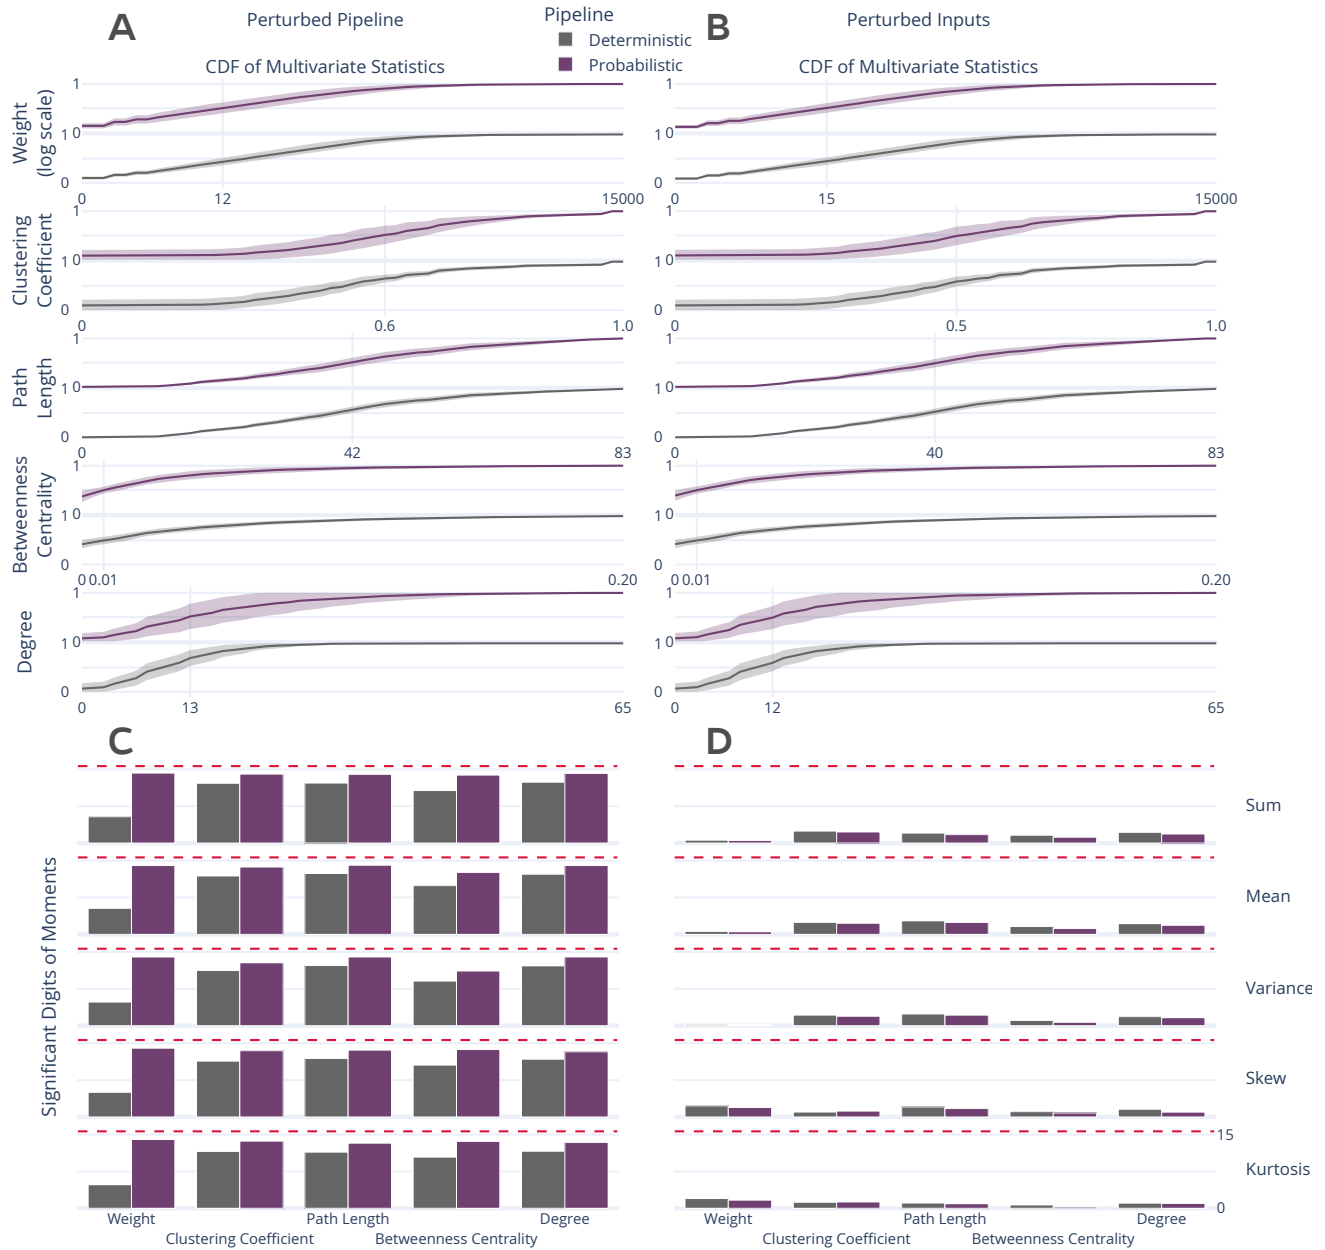 A
Perturbed Pipeline
Pipeline
Deterministic
Probabilistic
B
Perturbed Inputs
CDF of Multivariate Statistics
CDF of Multivariate Statistics
Weight
(log scale)
1
1 0
0
0 12 15000
1
1 0
0
0 15 15000
Clustering
Coefficient
1
1 0
0
0 0.6 1.0
1
1 0
0
0 0.5 1.0
Path
Length
1
1 0
0
0 42 83
1
1 0
0
0 40 83
Betweenness
Centrality
1
1 0
0
0 0.01 0.20
1
1 0
0
0 0.01 0.20
Degree
1
1 0
0
0 13 65
1
1 0
0
0 12 65
C
D
Significant Digits of Moments
Sum
Mean
Variance
Skew
15
Kurtosis
0
Weight Path Length Degree
Clustering Coefficient Betweenness Centrality
Weight Path Length Degree
Clustering Coefficient Betweenness Centrality